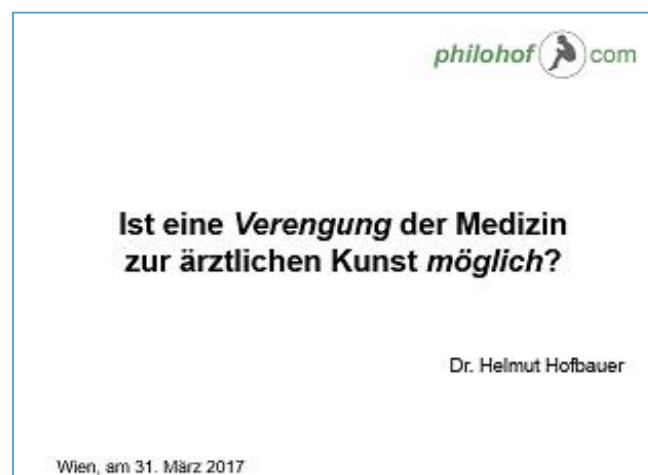 philohof com
Ist eine Verengung der Medizin
zur ärztlichen Kunst möglich?
Dr. Helmut Hofbauer
Wien, am 31. März 2017